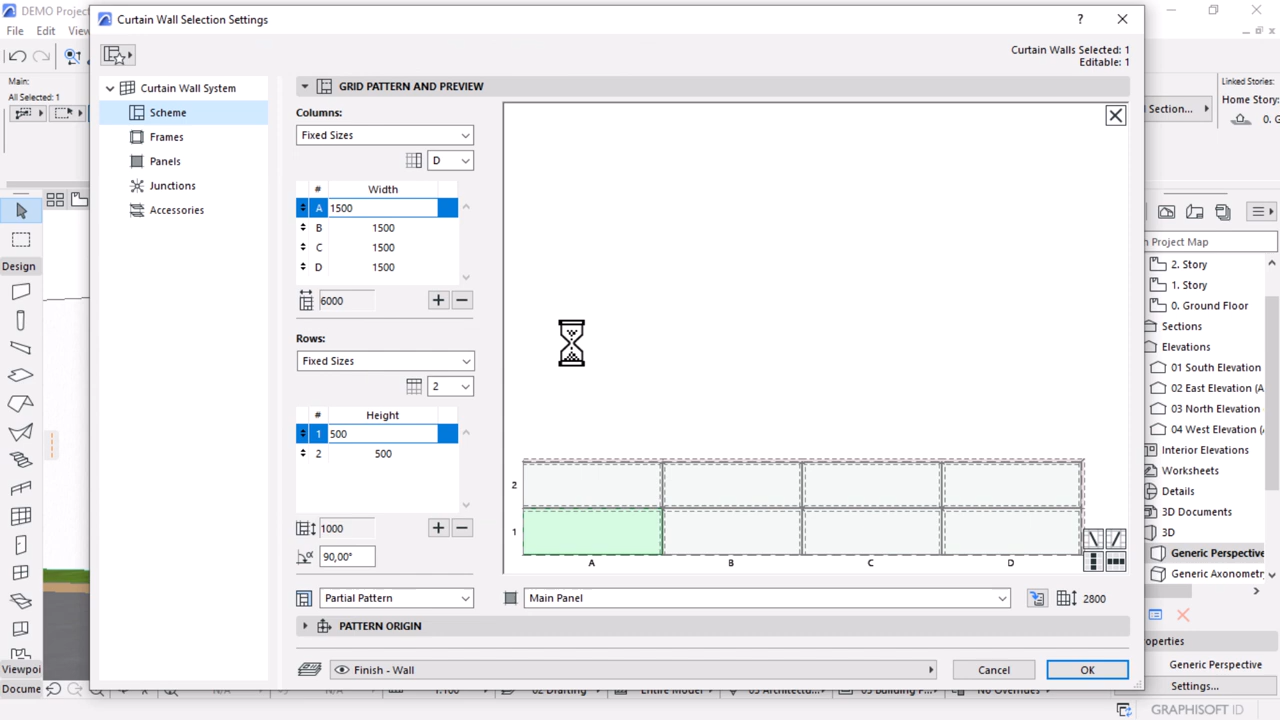 DEMO Project
Curtain Wall Selection Settings
?
File Edit View
Curtain Walls Selected: 1
Editable: 1
Main:
All Selected: 1
Curtain Wall System
Scheme
Frames
Panels
Junctions
Accessories
GRID PATTERN AND PREVIEW
Columns:
Fixed Sizes
D
# Width
A 1500
B 1500
C 1500
D 1500
6000
Rows:
Fixed Sizes
2
# Height
1 500
2 500
1000
α 90,00°
Partial Pattern
2
1
A B C D
Main Panel
2800
PATTERN ORIGIN
Finish - Wall
Cancel
OK
Linked Stories:
Section...
Home Story:
0. G
Project Map
2. Story
1. Story
0. Ground Floor
Sections
Elevations
01 South Elevation
02 East Elevation (A
03 North Elevation
04 West Elevation (
Interior Elevations
Worksheets
Details
3D Documents
3D
Generic Perspective
Generic Axonometr
operties
Generic Perspective
Settings...
Design
Viewpoi
Docume
N/A
N/A
1:100
02 Drafting
Entire Model
03 Architectu
03 Building P
No Overrides
GRAPHISOFT ID